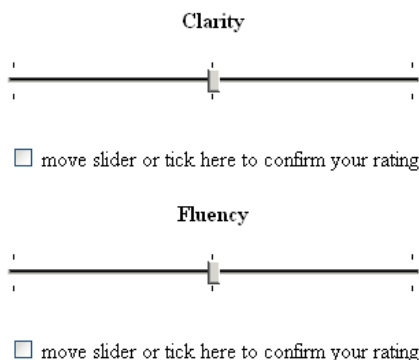 Clarity
move slider or tick here to confirm your rating
Fluency
move slider or tick here to confirm your rating